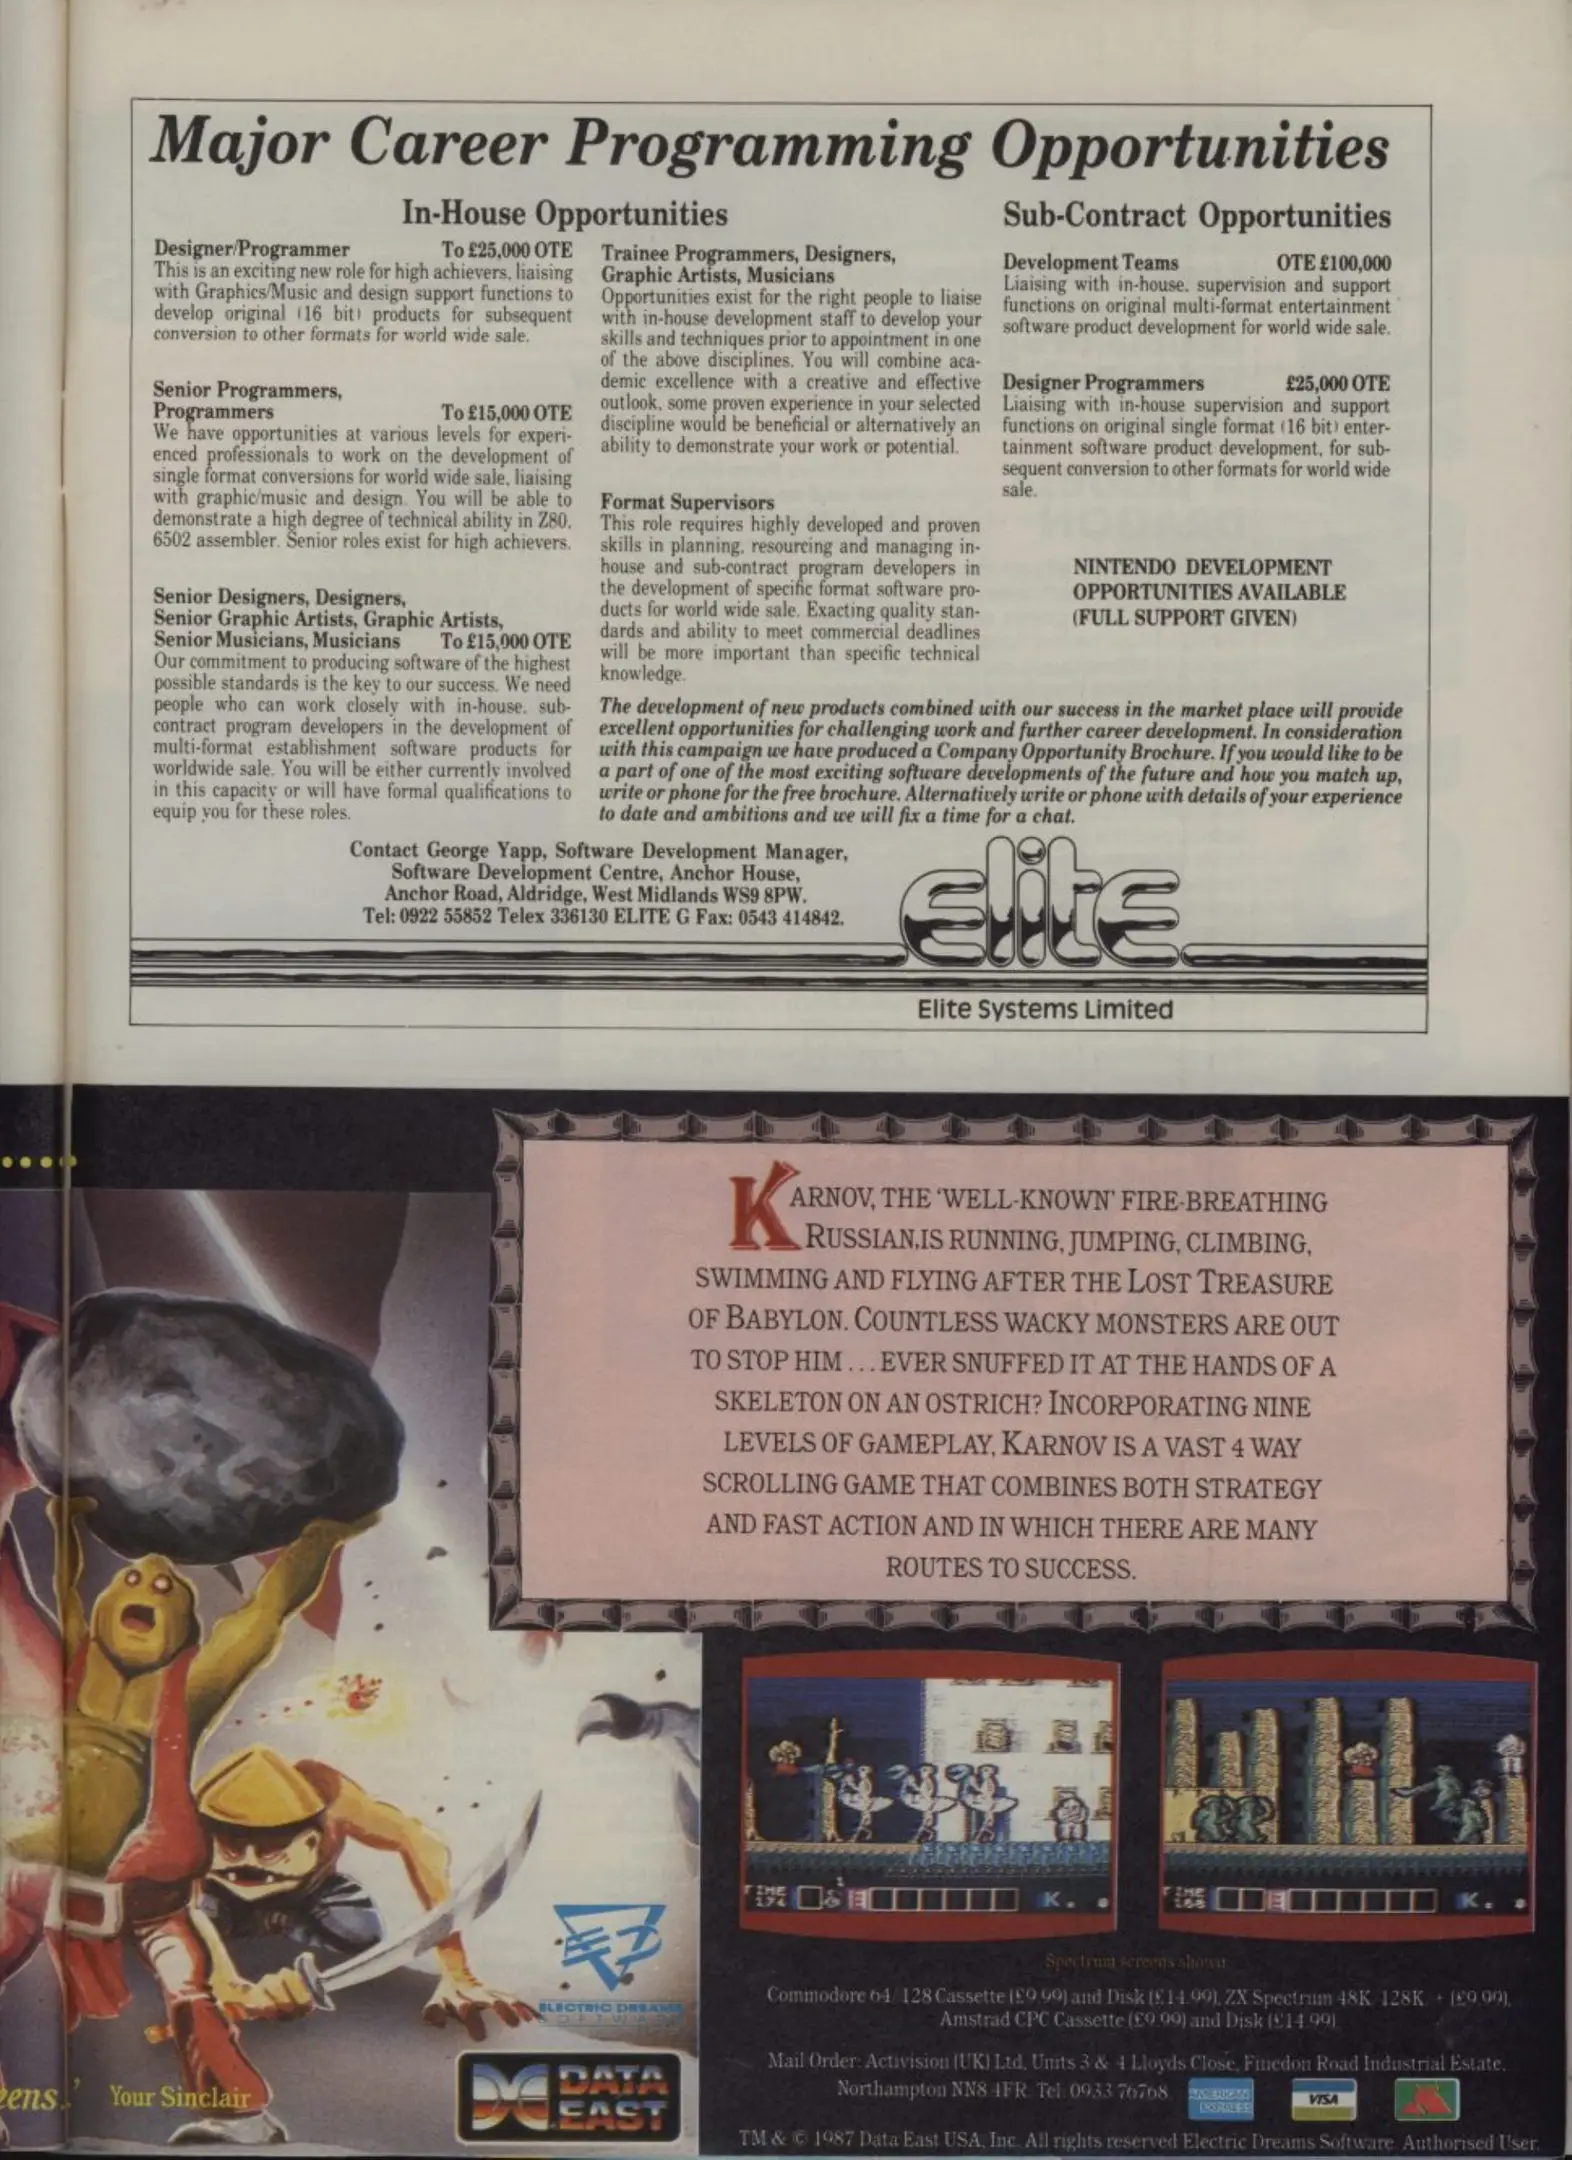 Major Career Programming Opportunities
In-House Opportunities
Designer/Programmer To £25,000 OTE
This is an exciting new role for high achievers, liaising
with Graphics/Music and design support functions to
develop original (16 bit) products for subsequent
conversion to other formats for world wide sale.
Senior Programmers,
Programmers To £15,000 OTE
We have opportunities at various levels for experi-
enced professionals to work on the development of
single format conversions for world wide sale, liaising
with graphic/music and design. You will be able to
demonstrate a high degree of technical ability in Z80,
6502 assembler. Senior roles exist for high achievers.
Senior Designers, Designers,
Senior Graphic Artists, Graphic Artists,
Senior Musicians, Musicians To £15,000 OTE
Our commitment to producing software of the highest
possible standards is the key to our success. We need
people who can work closely with in-house, sub-
contract program developers in the development of
multi-format establishment software products for
worldwide sale. You will be either currently involved
in this capacity or will have formal qualifications to
equip you for these roles.
Trainee Programmers, Designers,
Graphic Artists, Musicians
Opportunities exist for the right people to liaise
with in-house development staff to develop your
skills and techniques prior to appointment in one
of the above disciplines. You will combine aca-
demic excellence with a creative and effective
outlook, some proven experience in your selected
discipline would be beneficial or alternatively an
ability to demonstrate your work or potential.
Format Supervisors
This role requires highly developed and proven
skills in planning, resourcing and managing in-
house and sub-contract program developers in
the development of specific format software pro-
ducts for world wide sale. Exacting quality stan-
dards and ability to meet commercial deadlines
will be more important than specific technical
knowledge.
Sub-Contract Opportunities
Development Teams OTE £100,000
Liaising with in-house, supervision and support
functions on original multi-format entertainment
software product development for world wide sale.
Designer Programmers £25,000 OTE
Liaising with in-house supervision and support
functions on original single format (16 bit) enter-
tainment software product development, for sub-
sequent conversion to other formats for world wide
sale.
NINTENDO DEVELOPMENT
OPPORTUNITIES AVAILABLE
(FULL SUPPORT GIVEN)
The development of new products combined with our success in the market place will provide
excellent opportunities for challenging work and further career development. In consideration
with this campaign we have produced a Company Opportunity Brochure. If you would like to be
a part of one of the most exciting software developments of the future and how you match up,
write or phone for the free brochure. Alternatively write or phone with details of your experience
to date and ambitions and we will fix a time for a chat.
Contact George Yapp, Software Development Manager,
Software Development Centre, Anchor House,
Anchor Road, Aldridge, West Midlands WS9 8PW.
Tel: 0922 55852 Telex 336130 ELITE G Fax: 0543 414842.
elite
Elite Systems Limited
KARNOV, THE 'WELL-KNOWN' FIRE-BREATHING
RUSSIAN,IS RUNNING, JUMPING, CLIMBING,
SWIMMING AND FLYING AFTER THE LOST TREASURE
OF BABYLON. COUNTLESS WACKY MONSTERS ARE OUT
TO STOP HIM ... EVER SNUFFED IT AT THE HANDS OF A
SKELETON ON AN OSTRICH? INCORPORATING NINE
LEVELS OF GAMEPLAY, KARNOV IS A VAST 4 WAY
SCROLLING GAME THAT COMBINES BOTH STRATEGY
AND FAST ACTION AND IN WHICH THERE ARE MANY
ROUTES TO SUCCESS.
TIME
174
1
K.
TIME
188
K.
Spectrum screens shown
Commodore 64/128 Cassette (£9.99) and Disk (£14.99), ZX Spectrum 48K/128K/+ (£9.99),
Amstrad CPC Cassette (£9.99) and Disk (£14.99)
Mail Order: Activision (UK) Ltd, Units 3 & 4 Lloyds Close, Finedon Road Industrial Estate,
Northampton NN8 4FR. Tel: 0933 76768
AMERICAN
EXPRESS
VISA
ELECTRIC DREAMS
SOFTWARE
DATA
EAST
ens.' Your Sinclair
TM & © 1987 Data East USA, Inc. All rights reserved Electric Dreams Software. Authorised User.